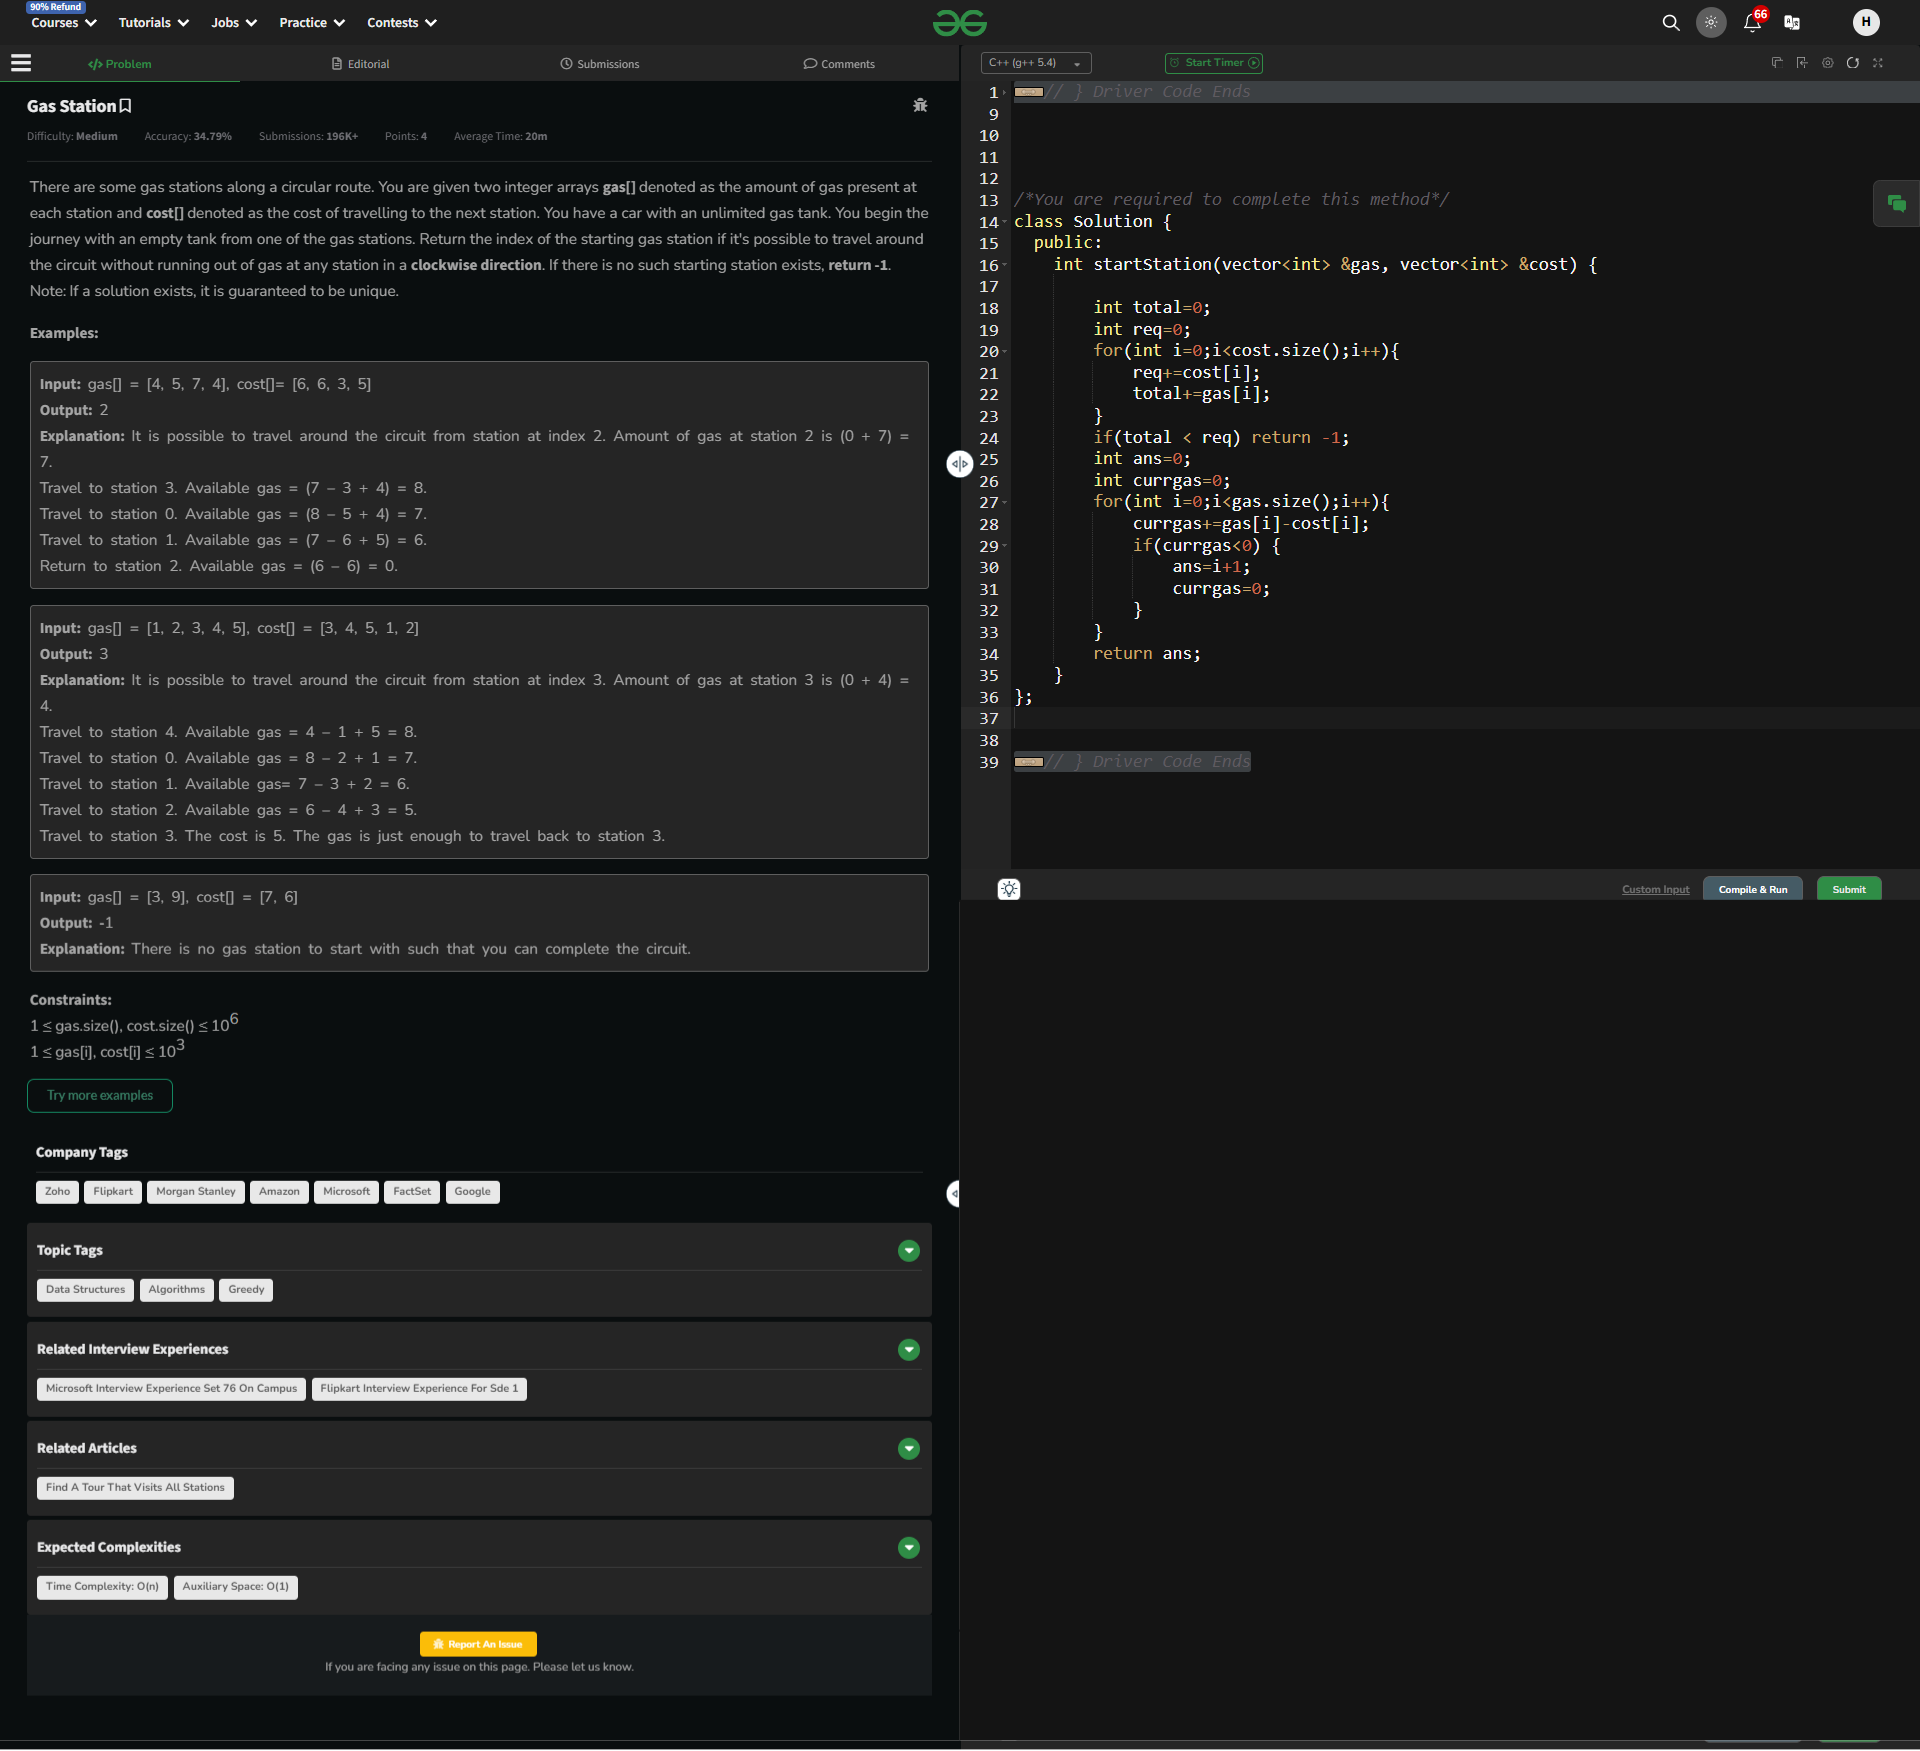 90% Refund
Courses Tutorials Jobs Practice Contests
66
H
Problem Editorial Submissions Comments
C++ (g++ 5.4) Start Timer
Gas Station
Difficulty: Medium Accuracy: 34.79% Submissions: 196K+ Points: 4 Average Time: 20m
There are some gas stations along a circular route. You are given two integer arrays gas[] denoted as the amount of gas present at
each station and cost[] denoted as the cost of travelling to the next station. You have a car with an unlimited gas tank. You begin the
journey with an empty tank from one of the gas stations. Return the index of the starting gas station if it's possible to travel around
the circuit without running out of gas at any station in a clockwise direction. If there is no such starting station exists, return -1.
Note: If a solution exists, it is guaranteed to be unique.
Examples:
Input: gas[] = [4, 5, 7, 4], cost[]= [6, 6, 3, 5]
Output: 2
Explanation: It is possible to travel around the circuit from station at index 2. Amount of gas at station 2 is (0 + 7) =
7.
Travel to station 3. Available gas = (7 – 3 + 4) = 8.
Travel to station 0. Available gas = (8 – 5 + 4) = 7.
Travel to station 1. Available gas = (7 – 6 + 5) = 6.
Return to station 2. Available gas = (6 – 6) = 0.
Input: gas[] = [1, 2, 3, 4, 5], cost[] = [3, 4, 5, 1, 2]
Output: 3
Explanation: It is possible to travel around the circuit from station at index 3. Amount of gas at station 3 is (0 + 4) =
4.
Travel to station 4. Available gas = 4 – 1 + 5 = 8.
Travel to station 0. Available gas = 8 – 2 + 1 = 7.
Travel to station 1. Available gas= 7 – 3 + 2 = 6.
Travel to station 2. Available gas = 6 – 4 + 3 = 5.
Travel to station 3. The cost is 5. The gas is just enough to travel back to station 3.
Input: gas[] = [3, 9], cost[] = [7, 6]
Output: -1
Explanation: There is no gas station to start with such that you can complete the circuit.
Constraints:
1 ≤ gas.size(), cost.size() ≤ 10^6
1 ≤ gas[i], cost[i] ≤ 10^3
Try more examples
Company Tags
Zoho Flipkart Morgan Stanley Amazon Microsoft FactSet Google
Topic Tags
Data Structures Algorithms Greedy
Related Interview Experiences
Microsoft Interview Experience Set 76 On Campus Flipkart Interview Experience For Sde 1
Related Articles
Find A Tour That Visits All Stations
Expected Complexities
Time Complexity: O(n) Auxiliary Space: O(1)
Report An Issue
If you are facing any issue on this page. Please let us know.
1 // } Driver Code Ends
9
10
11
12
13 /*You are required to complete this method*/
14 class Solution {
15 public:
16 int startStation(vector<int> &gas, vector<int> &cost) {
17
18 int total=0;
19 int req=0;
20 for(int i=0;i<cost.size();i++){
21 req+=cost[i];
22 total+=gas[i];
23 }
24 if(total < req) return -1;
25 int ans=0;
26 int currgas=0;
27 for(int i=0;i<gas.size();i++){
28 currgas+=gas[i]-cost[i];
29 if(currgas<0) {
30 ans=i+1;
31 currgas=0;
32 }
33 }
34 return ans;
35 }
36 };
37
38
39 // } Driver Code Ends
Custom Input Compile & Run Submit